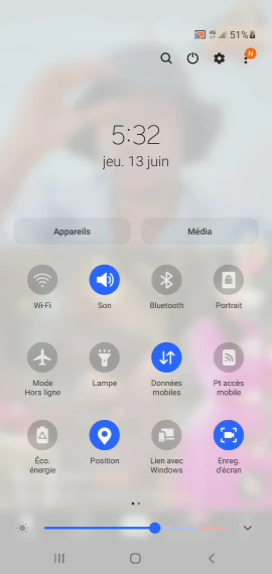 51%
N
5:32
jeu. 13 juin
Appareils
Média
Wi-Fi
Son
Bluetooth
Portrait
Mode
Hors ligne
Lampe
Données
mobiles
Pt accès
mobile
Éco.
énergie
Position
Lien avec
Windows
Enreg.
d'écran